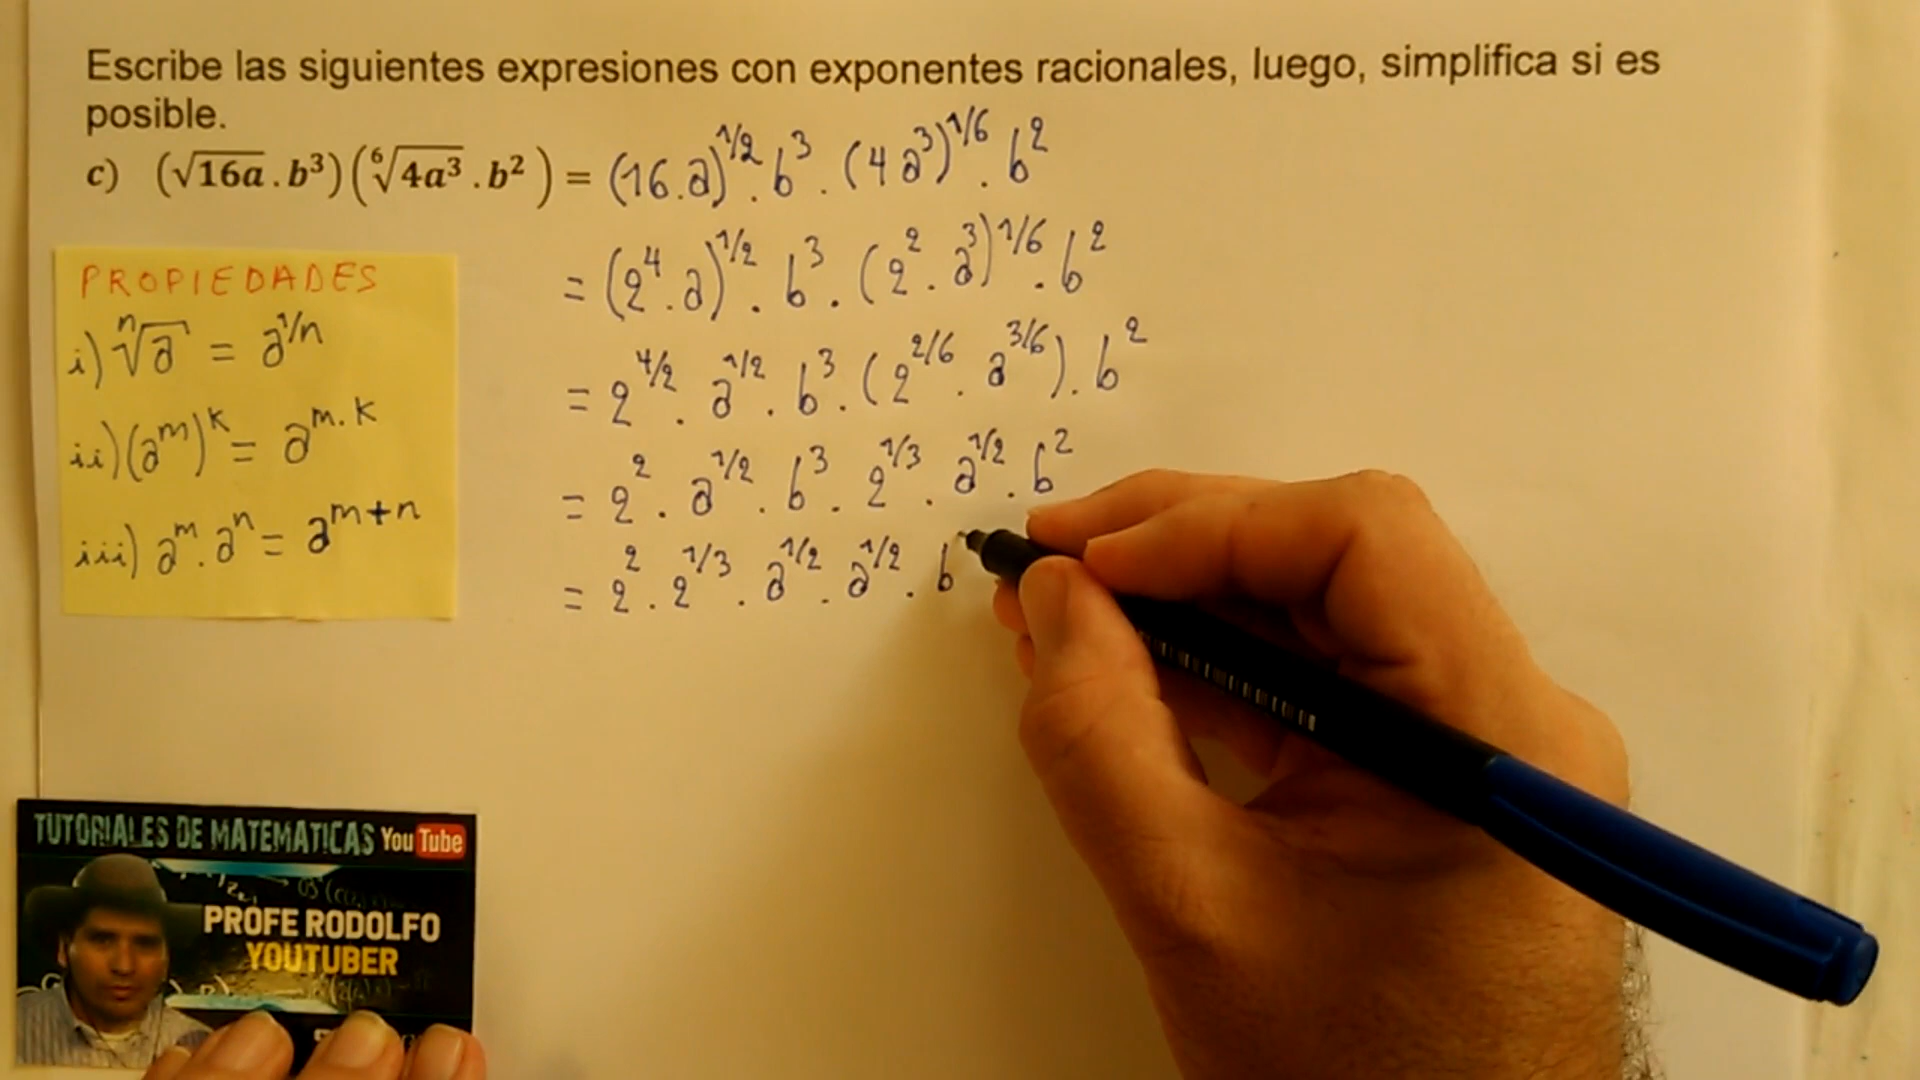 Escribe las siguientes expresiones con exponentes racionales, luego, simplifica si es
posible.
c) (√16a . b³)(⁶√4a³ . b²) = (16.a)^1/2 . b³ . (4a³)^1/6 . b²
= (2⁴.a)^1/2 . b³ . (2².a³)^1/6 . b²
= 2^4/2 . a^1/2 . b³ . (2^2/6 . a^3/6) . b²
= 2² . a^1/2 . b³ . 2^1/3 . a^1/2 . b²
= 2² . 2^1/3 . a^1/2 . a^1/2 . b
PROPIEDADES
i) ⁿ√a = a^1/n
ii) (a^m)^k = a^m.k
iii) a^m . a^n = a^m+n
TUTORIALES DE MATEMATICAS YouTube
PROFE RODOLFO
YOUTUBER